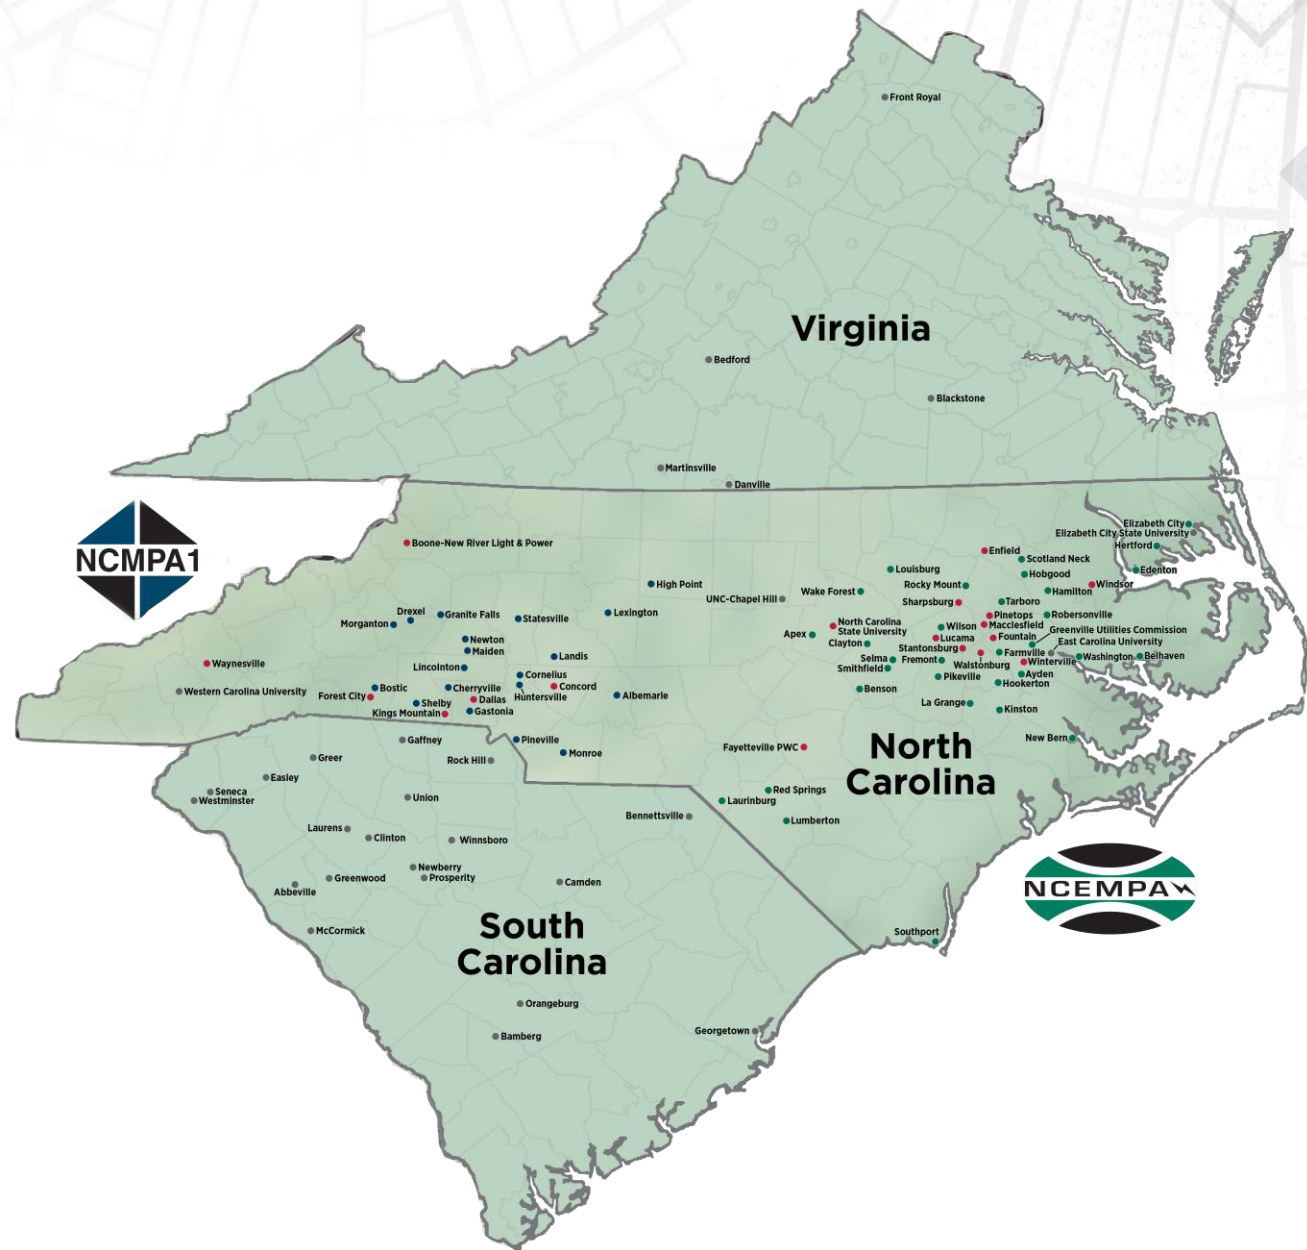 Front Royal
Virginia
Bedford
Blackstone
Martinsville
Danville
NCMPA1
Boone-New River Light & Power
Elizabeth City
Elizabeth City State University
Hertford
Enfield
Scotland Neck
Edenton
Louisburg
Hobgood
High Point
Rocky Mount
Windsor
Wake Forest
Hamilton
UNC-Chapel Hill
Sharpsburg
Tarboro
Drexel
Granite Falls
Statesville
Lexington
Pinetops
Robersonville
Morganton
North Carolina
State University
Wilson
Macclesfield
Greenville Utilities Commission
Apex
Lucama
Fountain
East Carolina University
Newton
Clayton
Stantonsburg
Maiden
Farmville
Landis
Selma
Fremont
Walstonburg
Winterville
Washington
Belhaven
Waynesville
Lincolnton
Smithfield
Cornelius
Pikeville
Ayden
Western Carolina University
Bostic
Cherryville
Concord
Hookerton
Forest City
Huntersville
Albemarle
Benson
Dallas
Shelby
La Grange
Kings Mountain
Gastonia
Kinston
Pineville
New Bern
Gaffney
Fayetteville PWC
North
Carolina
Monroe
Greer
Rock Hill
Easley
Seneca
Westminster
Red Springs
Union
Laurinburg
Bennettsville
Lumberton
Laurens
Clinton
Winnsboro
Newberry
Greenwood
Prosperity
Camden
Abbeville
NCEMPA
McCormick
South
Carolina
Southport
Orangeburg
Georgetown
Bamberg